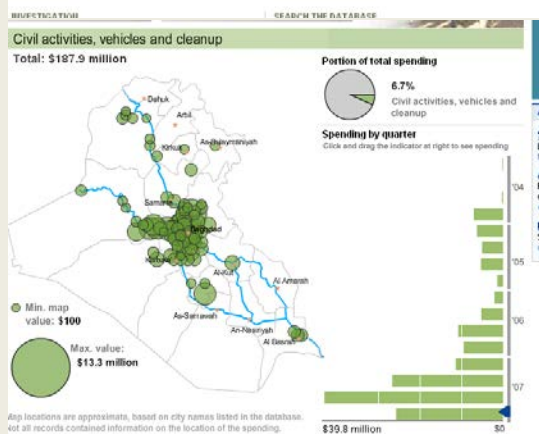 INVESTIGATION
SEARCH THE DATABASE
Civil activities, vehicles and cleanup
Total: $187.9 million
Portion of total spending
6.7%
Civil activities, vehicles and
cleanup
Spending by quarter
Click and drag the indicator at right to see spending
Dahuk
Arbil
Kirkuk
As-Sulaymaniyah
Samarra
Baghdad
Karbala
Al-Kut
Al Amarah
As-Samawah
An-Nasiriyah
Al Basrah
'04
'05
'06
'07
Min. map
value: $100
Max. value:
$13.3 million
Map locations are approximate, based on city names listed in the database.
Not all records contained information on the location of the spending.
$39.8 million
$0